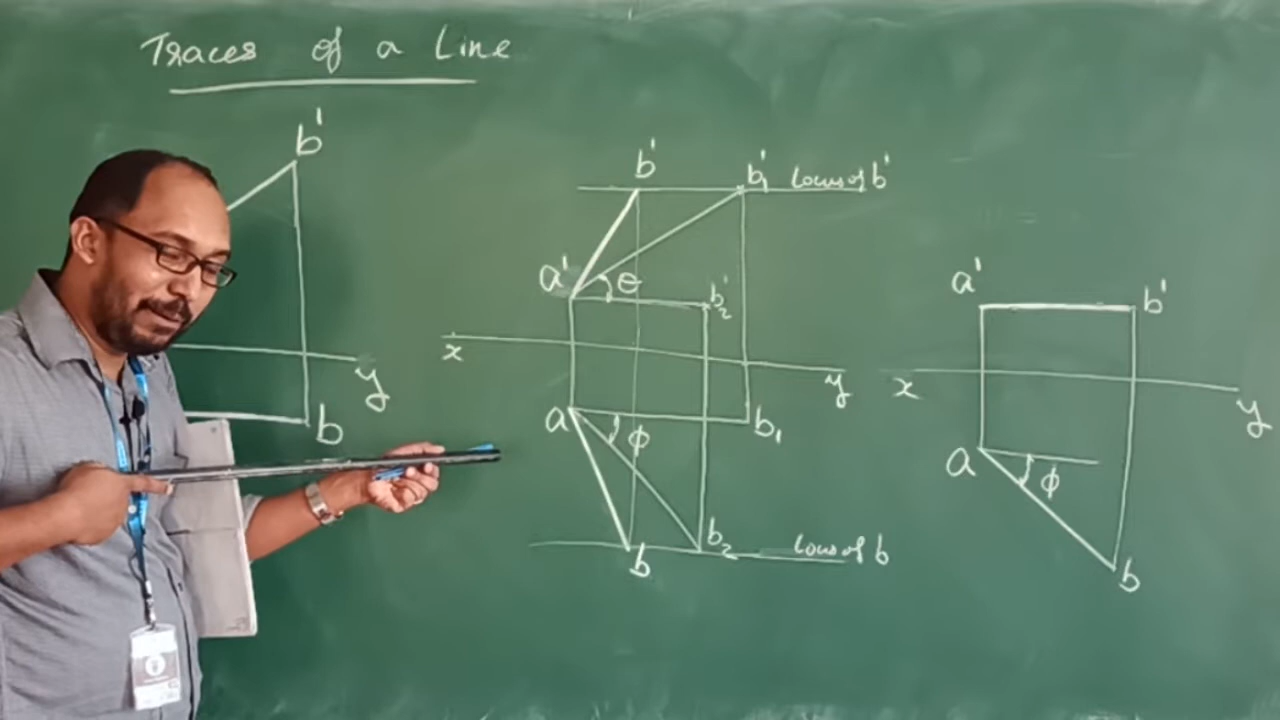 Traces of a Line
b'
y
b
b'
b'1
locus of b'
a'
θ
b'2
x
y
a
φ
b1
b2
b
locus of b
a'
b'
x
y
a
φ
b